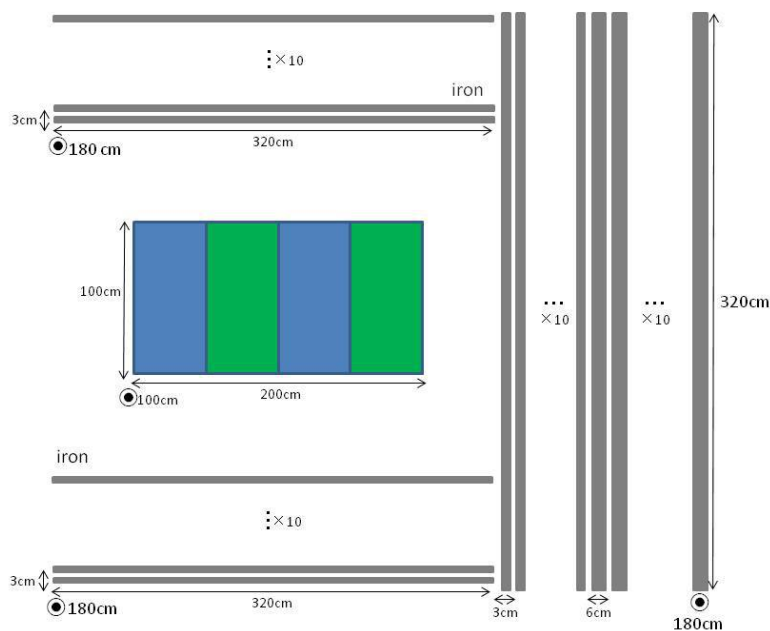 ⋮×10
iron
3cm
320cm
180 cm
100cm
200cm
100cm
iron
⋮×10
3cm
320cm
180cm
...
×10
...
×10
320cm
3cm
6cm
180cm